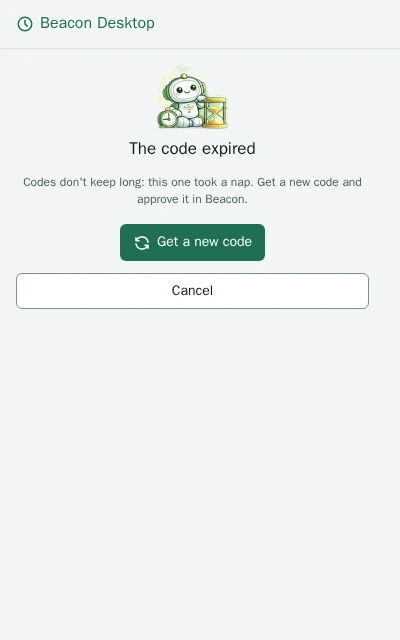 Beacon Desktop
The code expired
Codes don't keep long: this one took a nap. Get a new code and
approve it in Beacon.
Get a new code
Cancel